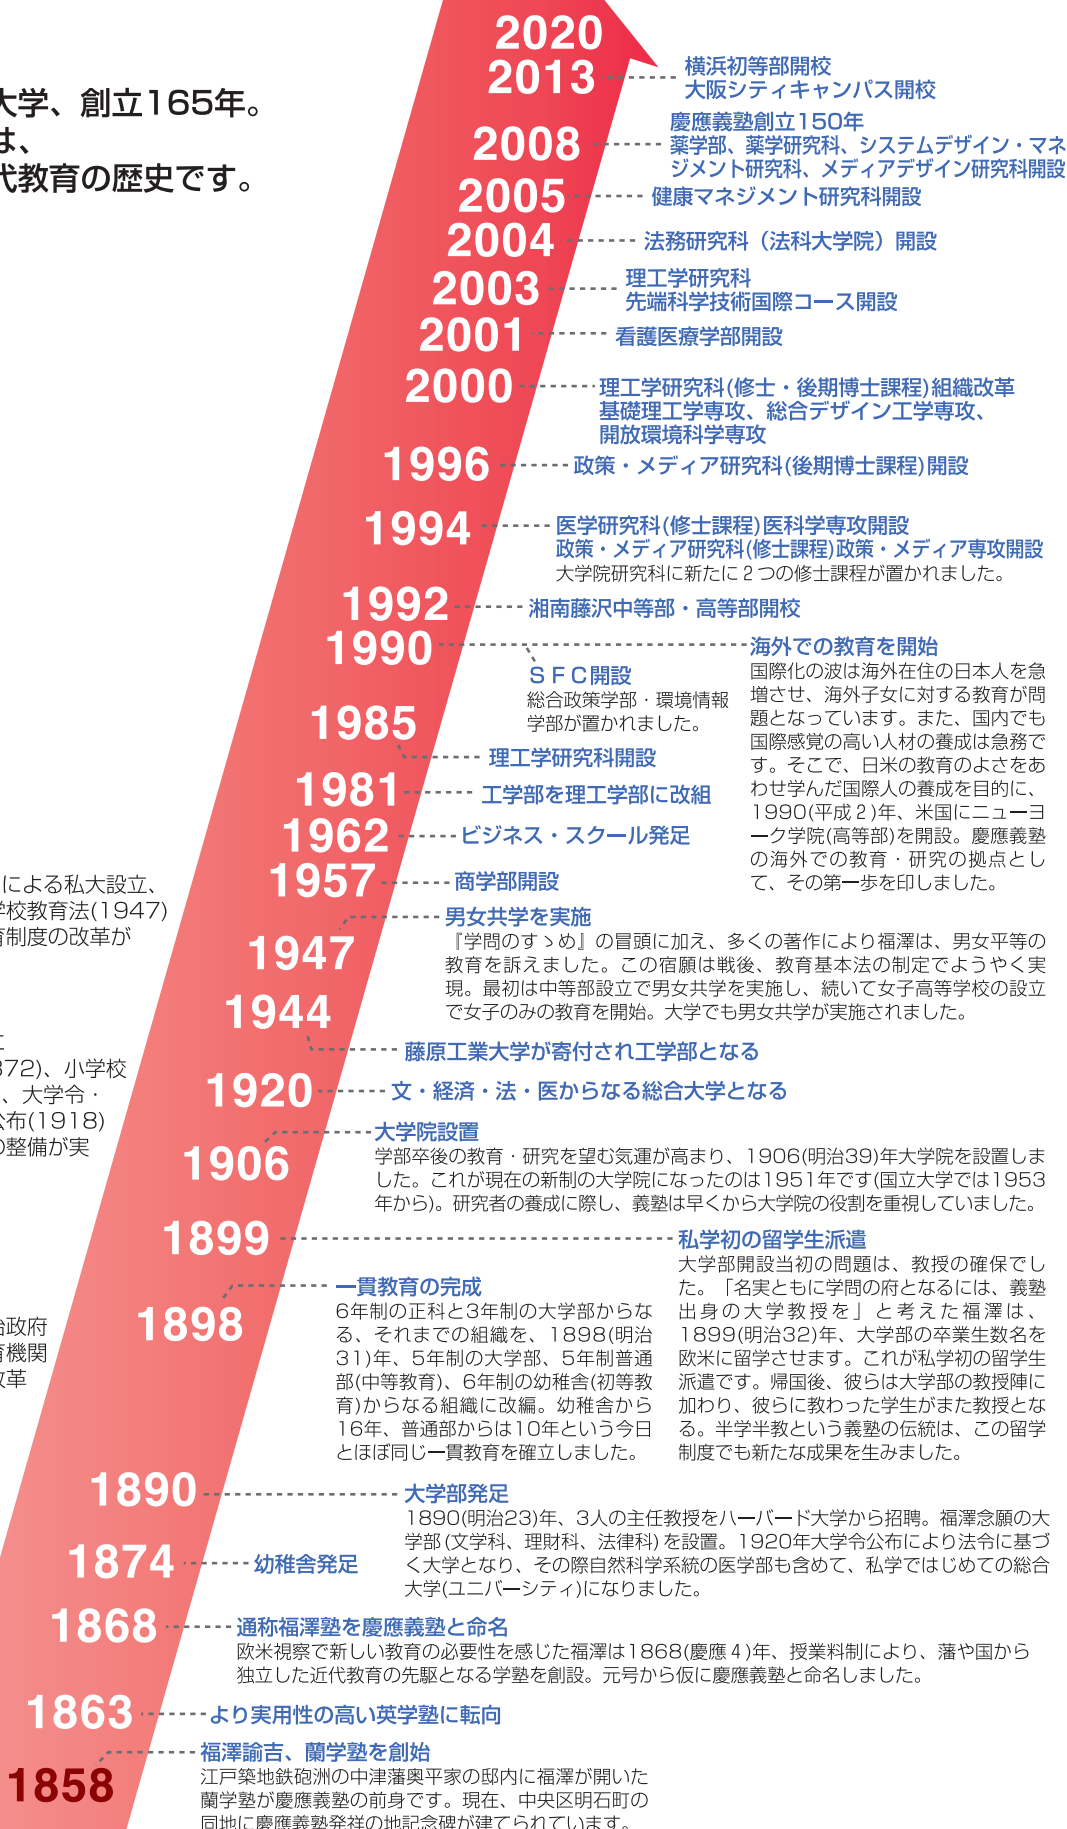 2020
2013
横浜初等部開校
大阪シティキャンパス開校
大学、創立165年。
は、
代教育の歴史です。
2008
慶應義塾創立150年
薬学部、薬学研究科、システムデザイン・マネ
ジメント研究科、メディアデザイン研究科開設
2005
健康マネジメント研究科開設
2004
法務研究科（法科大学院）開設
2003
理工学研究科
先端科学技術国際コース開設
2001
看護医療学部開設
2000
理工学研究科(修士・後期博士課程)組織改革
基礎理工学専攻、総合デザイン工学専攻、
開放環境科学専攻
1996
政策・メディア研究科(後期博士課程)開設
1994
医学研究科(修士課程)医科学専攻開設
政策・メディア研究科(修士課程)政策・メディア専攻開設
大学院研究科に新たに２つの修士課程が置かれました。
1992
湘南藤沢中等部・高等部開校
1990
ＳＦＣ開設
総合政策学部・環境情報
学部が置かれました。
海外での教育を開始
国際化の波は海外在住の日本人を急
増させ、海外子女に対する教育が問
題となっています。また、国内でも
国際感覚の高い人材の養成は急務で
す。そこで、日米の教育のよさをあ
わせ学んだ国際人の養成を目的に、
1990(平成２)年、米国にニューヨ
ーク学院(高等部)を開設。慶應義塾
の海外での教育・研究の拠点とし
て、その第一歩を印しました。
1985
理工学研究科開設
1981
工学部を理工学部に改組
1962
ビジネス・スクール発足
1957
商学部開設
による私大設立、
学校教育法(1947)
育制度の改革が
1947
男女共学を実施
『学問のすゝめ』の冒頭に加え、多くの著作により福澤は、男女平等の
教育を訴えました。この宿願は戦後、教育基本法の制定でようやく実
現。最初は中等部設立で男女共学を実施し、続いて女子高等学校の設立
で女子のみの教育を開始。大学でも男女共学が実施されました。
1944
藤原工業大学が寄付され工学部となる
872)、小学校
、大学令・
公布(1918)
の整備が実
1920
文・経済・法・医からなる総合大学となる
1906
大学院設置
学部卒後の教育・研究を望む気運が高まり、1906(明治39)年大学院を設置しま
した。これが現在の新制の大学院になったのは1951年です(国立大学では1953
年から)。研究者の養成に際し、義塾は早くから大学院の役割を重視していました。
1899
私学初の留学生派遣
大学部開設当初の問題は、教授の確保でし
た。「名実ともに学問の府となるには、義塾
出身の大学教授を」と考えた福澤は、
1899(明治32)年、大学部の卒業生数名を
欧米に留学させます。これが私学初の留学生
派遣です。帰国後、彼らは大学部の教授陣に
加わり、彼らに教わった学生がまた教授とな
る。半学半教という義塾の伝統は、この留学
制度でも新たな成果を生みました。
1898
一貫教育の完成
6年制の正科と3年制の大学部からな
る、それまでの組織を、1898(明治
31)年、5年制の大学部、5年制普通
部(中等教育)、6年制の幼稚舎(初等教
育)からなる組織に改編。幼稚舎から
16年、普通部からは10年という今日
とほぼ同じ一貫教育を確立しました。
治政府
育機関
改革
1890
大学部発足
1890(明治23)年、3人の主任教授をハーバード大学から招聘。福澤念願の大
学部(文学科、理財科、法律科)を設置。1920年大学令公布により法令に基づ
く大学となり、その際自然科学系統の医学部も含めて、私学ではじめての総合
大学(ユニバーシティ)になりました。
1874
幼稚舎発足
1868
通称福澤塾を慶應義塾と命名
欧米視察で新しい教育の必要性を感じた福澤は1868(慶應４)年、授業料制により、藩や国から
独立した近代教育の先駆となる学塾を創設。元号から仮に慶應義塾と命名しました。
1863
より実用性の高い英学塾に転向
1858
福澤諭吉、蘭学塾を創始
江戸築地鉄砲洲の中津藩奥平家の邸内に福澤が開いた
蘭学塾が慶應義塾の前身です。現在、中央区明石町の
同地に慶應義塾発祥の地記念碑が建てられています。